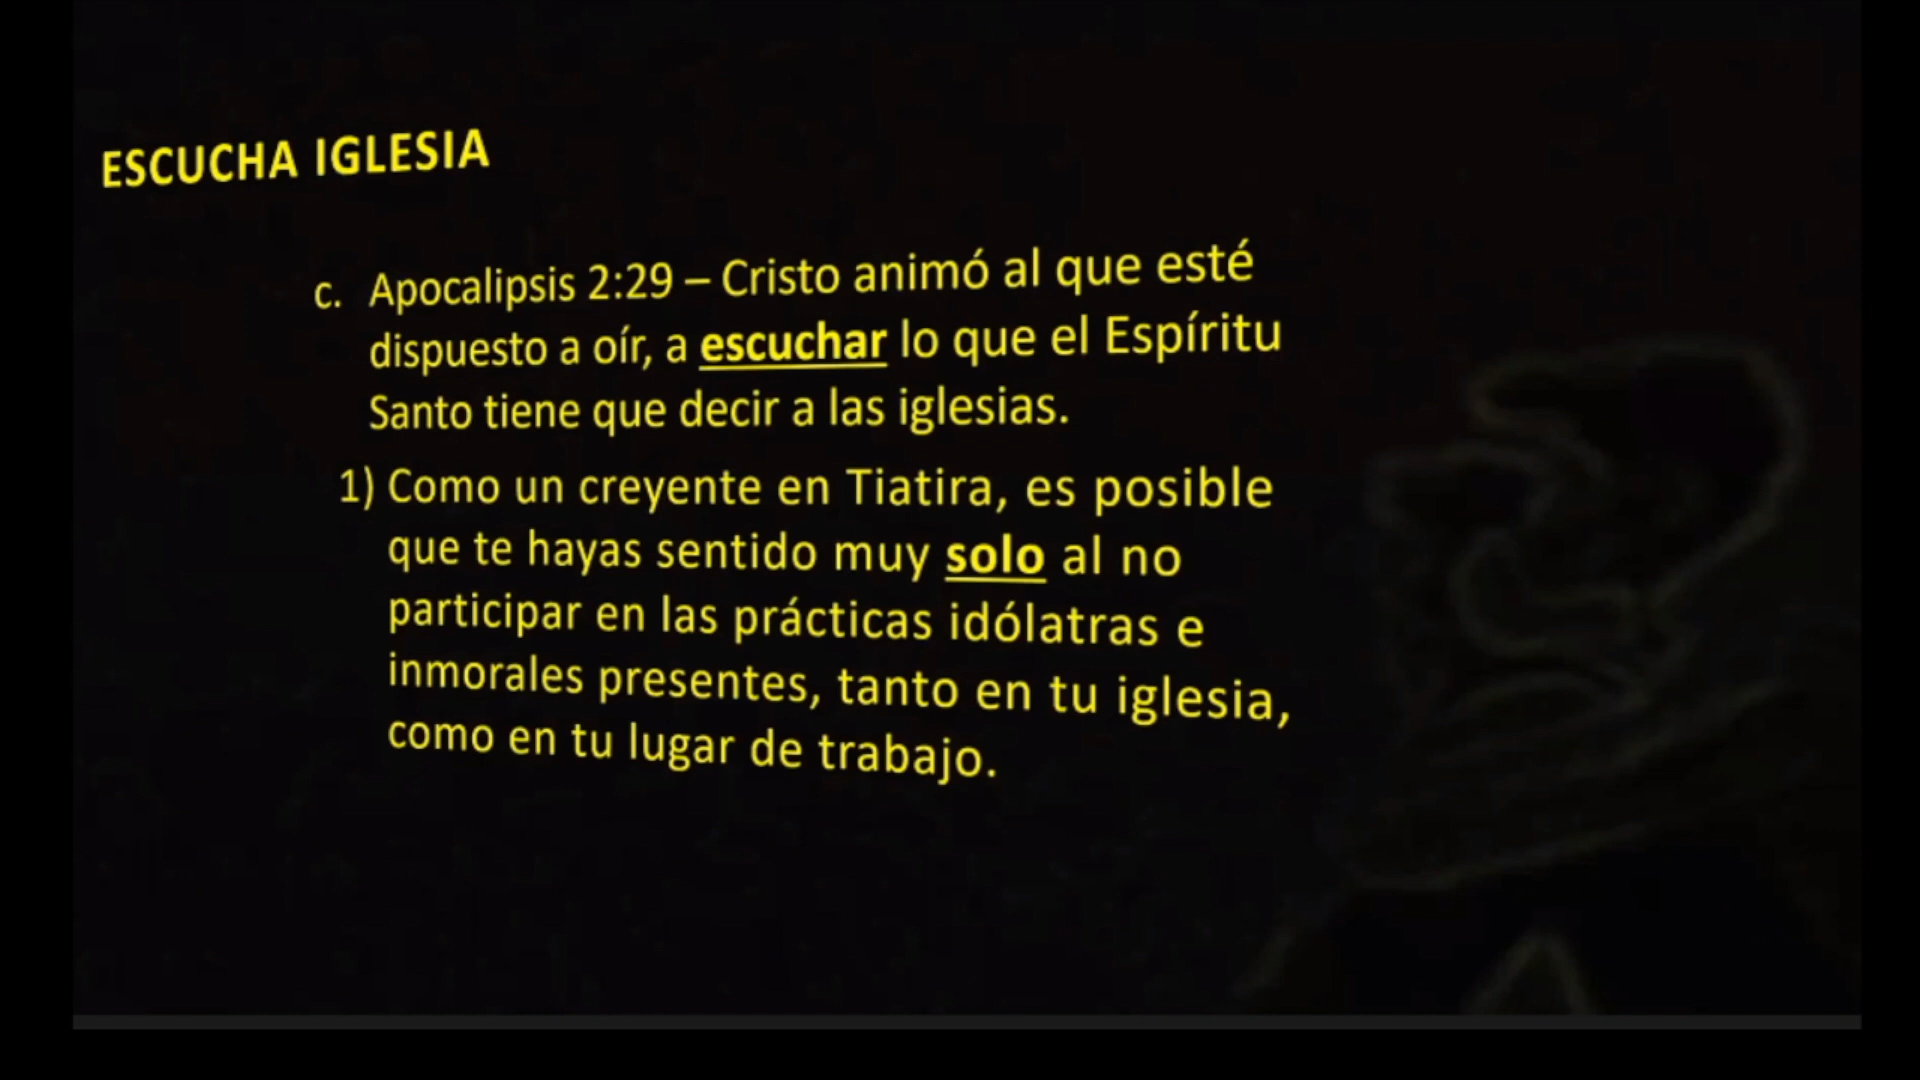 ESCUCHA IGLESIA
c. Apocalipsis 2:29 – Cristo animó al que esté
dispuesto a oír, a escuchar lo que el Espíritu
Santo tiene que decir a las iglesias.
1) Como un creyente en Tiatira, es posible
que te hayas sentido muy solo al no
participar en las prácticas idólatras e
inmorales presentes, tanto en tu iglesia,
como en tu lugar de trabajo.